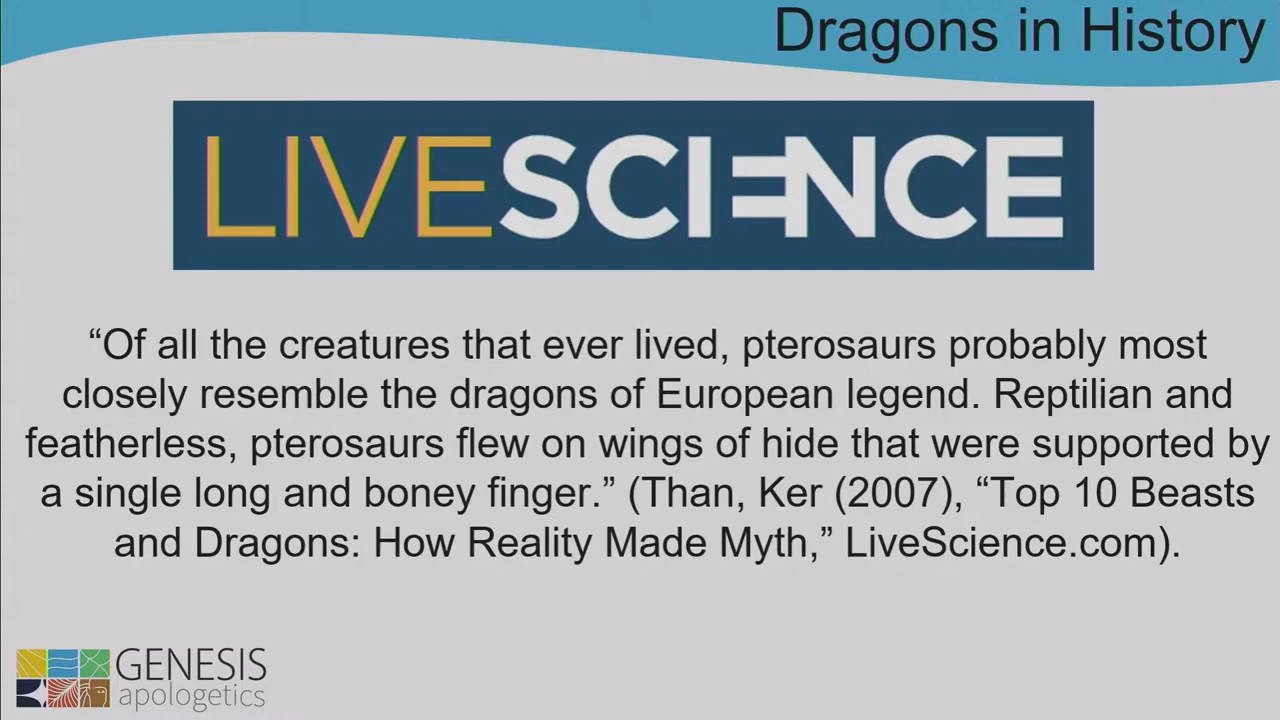 Dragons in History
LIVESCIENCE
“Of all the creatures that ever lived, pterosaurs probably most
closely resemble the dragons of European legend. Reptilian and
featherless, pterosaurs flew on wings of hide that were supported by
a single long and boney finger.” (Than, Ker (2007), “Top 10 Beasts
and Dragons: How Reality Made Myth,” LiveScience.com).
GENESIS
apologetics